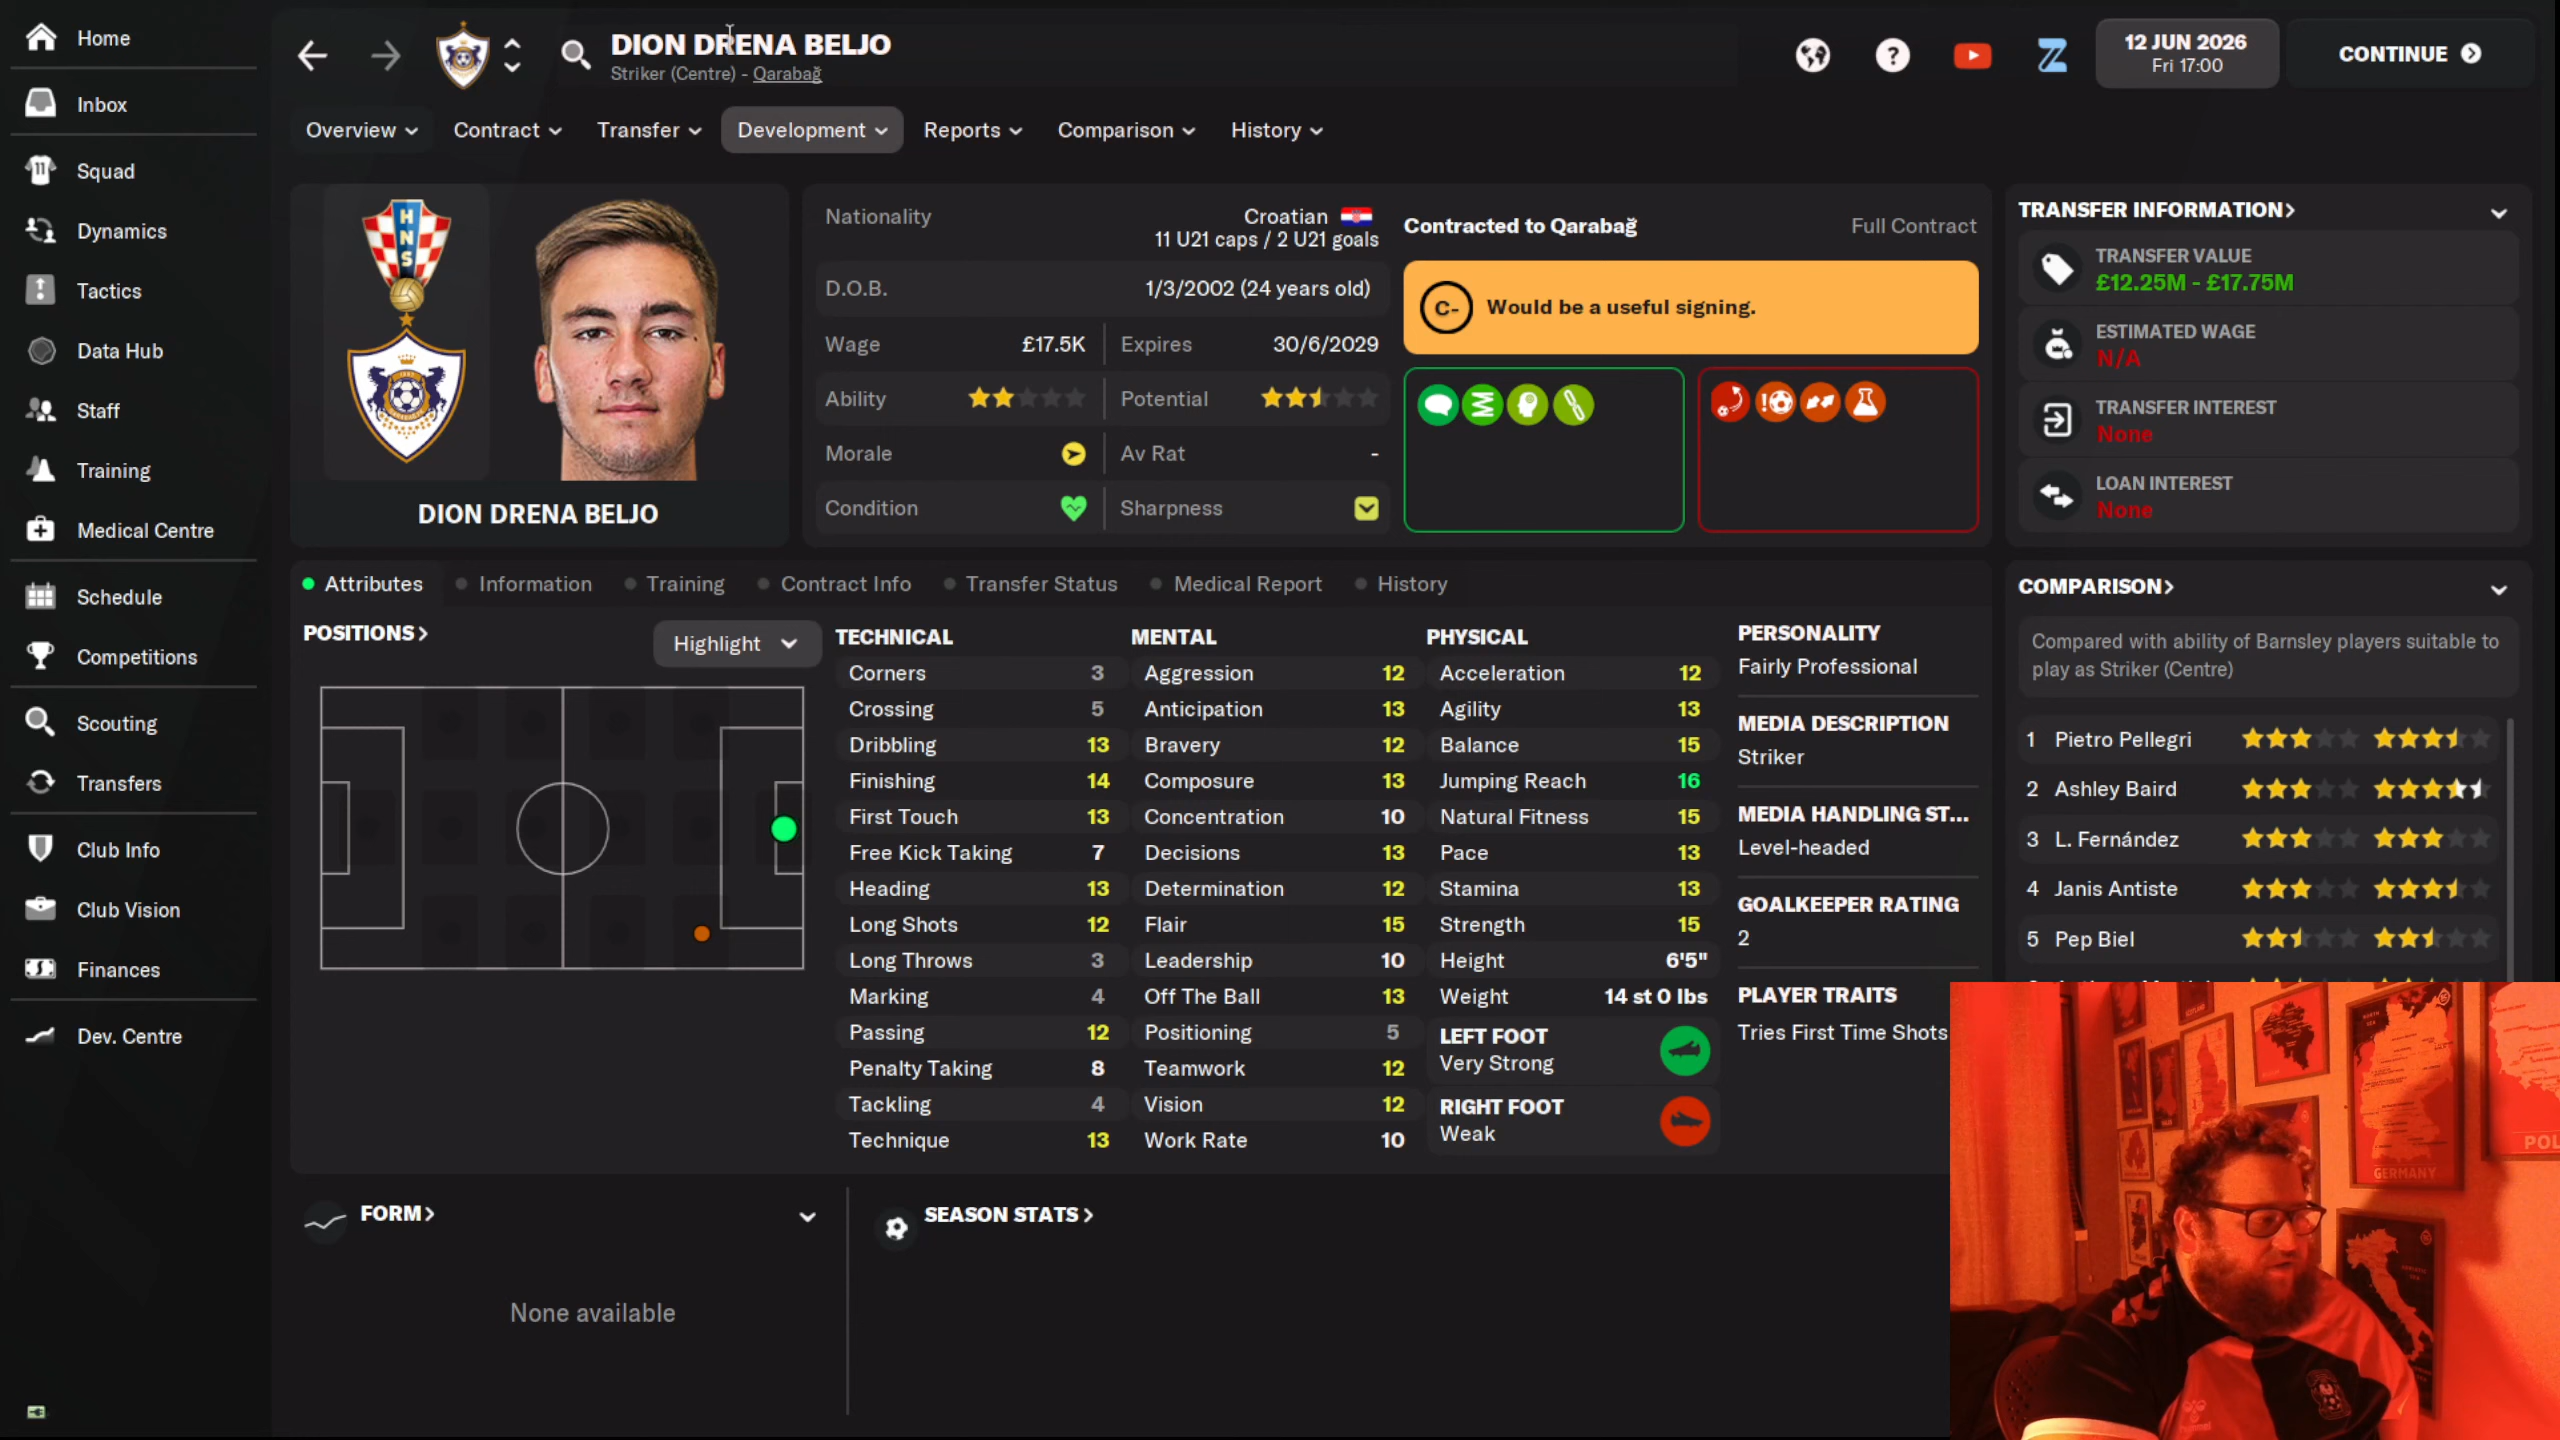 Home
Inbox
Squad
Dynamics
Tactics
Data Hub
Staff
Training
Medical Centre
Schedule
Competitions
Scouting
Transfers
Club Info
Club Vision
Finances
Dev. Centre
DION DRENA BELJO
Striker (Centre) - Qarabağ
12 JUN 2026
Fri 17:00
CONTINUE
Overview
Contract
Transfer
Development
Reports
Comparison
History
HNS
DION DRENA BELJO
Nationality Croatian
11 U21 caps / 2 U21 goals
D.O.B. 1/3/2002 (24 years old)
Wage £17.5K Expires 30/6/2029
Ability Potential
Morale Av Rat -
Condition Sharpness
Contracted to Qarabağ Full Contract
C- Would be a useful signing.
TRANSFER INFORMATION>
TRANSFER VALUE
£12.25M - £17.75M
ESTIMATED WAGE
N/A
TRANSFER INTEREST
None
LOAN INTEREST
None
Attributes Information Training Contract Info Transfer Status Medical Report History
POSITIONS>
Highlight
TECHNICAL
Corners 3
Crossing 5
Dribbling 13
Finishing 14
First Touch 13
Free Kick Taking 7
Heading 13
Long Shots 12
Long Throws 3
Marking 4
Passing 12
Penalty Taking 8
Tackling 4
Technique 13
MENTAL
Aggression 12
Anticipation 13
Bravery 12
Composure 13
Concentration 10
Decisions 13
Determination 12
Flair 15
Leadership 10
Off The Ball 13
Positioning 5
Teamwork 12
Vision 12
Work Rate 10
PHYSICAL
Acceleration 12
Agility 13
Balance 15
Jumping Reach 16
Natural Fitness 15
Pace 13
Stamina 13
Strength 15
Height 6'5"
Weight 14 st 0 lbs
LEFT FOOT
Very Strong
RIGHT FOOT
Weak
PERSONALITY
Fairly Professional
MEDIA DESCRIPTION
Striker
MEDIA HANDLING ST...
Level-headed
GOALKEEPER RATING
2
PLAYER TRAITS
Tries First Time Shots
COMPARISON>
Compared with ability of Barnsley players suitable to
play as Striker (Centre)
1 Pietro Pellegri
2 Ashley Baird
3 L. Fernández
4 Janis Antiste
5 Pep Biel
FORM>
None available
SEASON STATS>
GERMANY
POL